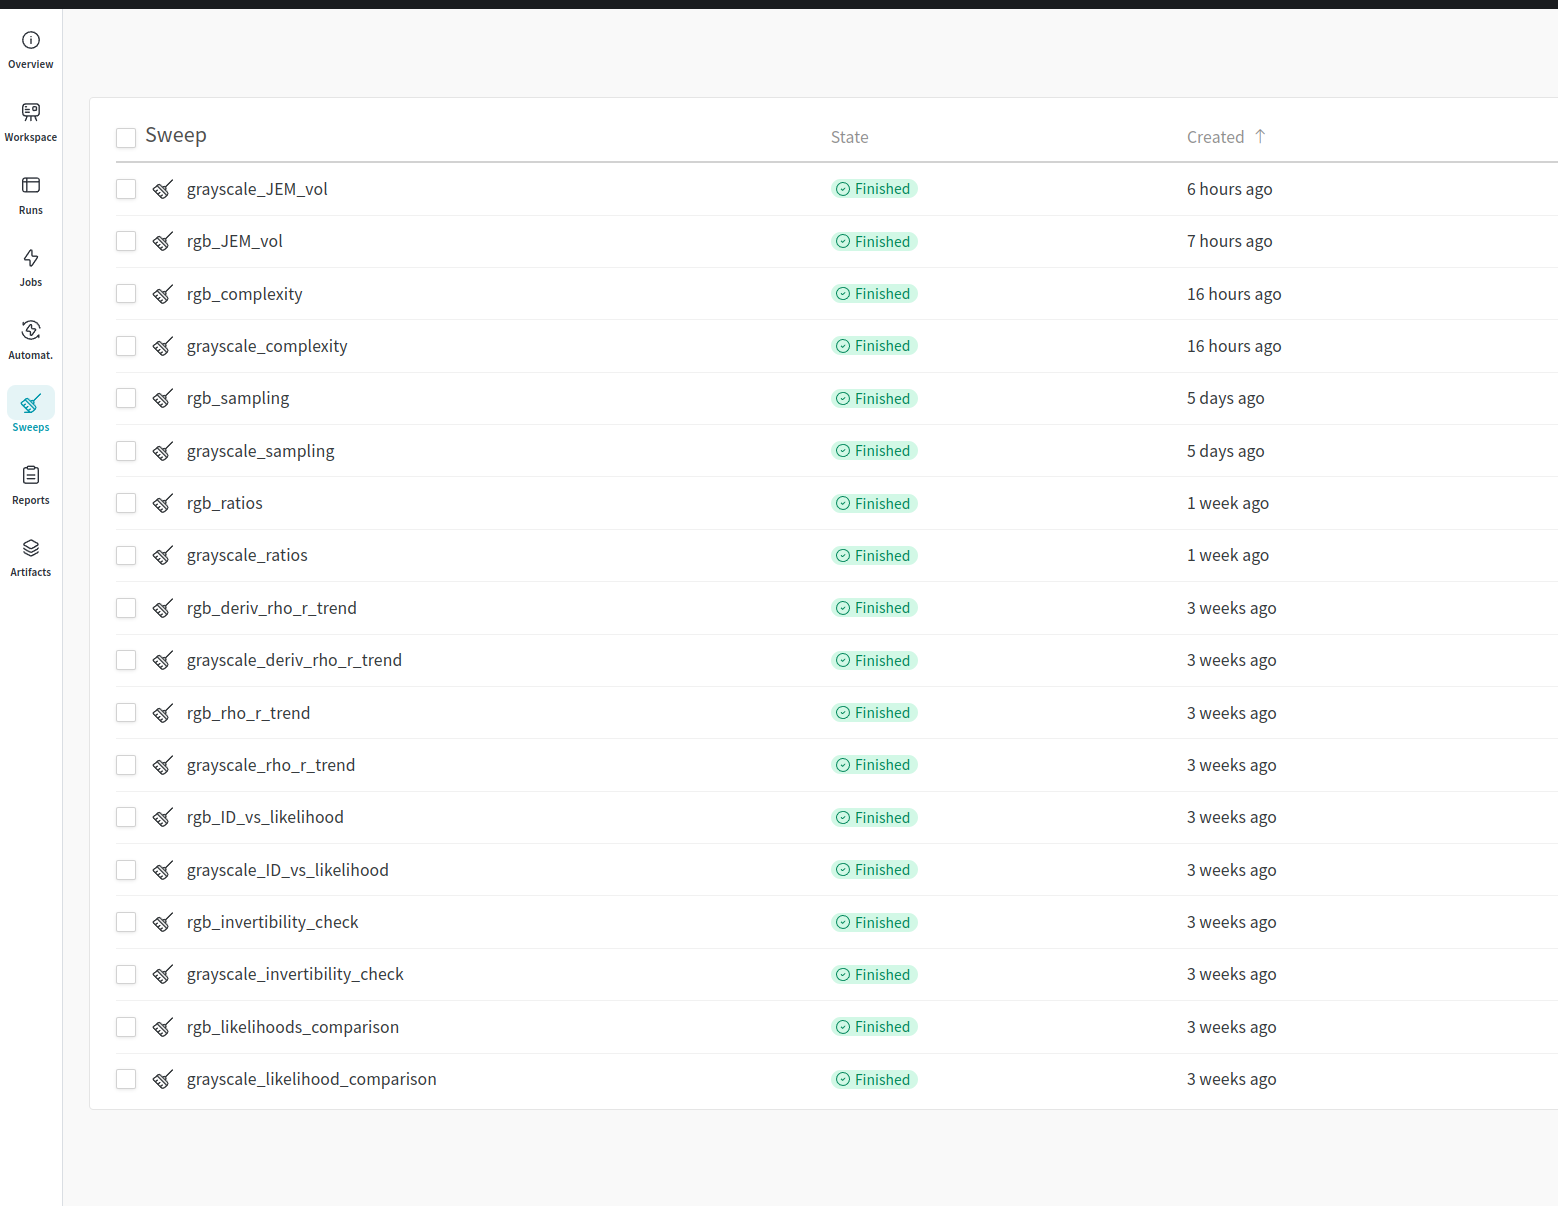 Overview
Workspace
Runs
Jobs
Automat.
Sweeps
Reports
Artifacts
Sweep State Created ↑
grayscale_JEM_vol Finished 6 hours ago
rgb_JEM_vol Finished 7 hours ago
rgb_complexity Finished 16 hours ago
grayscale_complexity Finished 16 hours ago
rgb_sampling Finished 5 days ago
grayscale_sampling Finished 5 days ago
rgb_ratios Finished 1 week ago
grayscale_ratios Finished 1 week ago
rgb_deriv_rho_r_trend Finished 3 weeks ago
grayscale_deriv_rho_r_trend Finished 3 weeks ago
rgb_rho_r_trend Finished 3 weeks ago
grayscale_rho_r_trend Finished 3 weeks ago
rgb_ID_vs_likelihood Finished 3 weeks ago
grayscale_ID_vs_likelihood Finished 3 weeks ago
rgb_invertibility_check Finished 3 weeks ago
grayscale_invertibility_check Finished 3 weeks ago
rgb_likelihoods_comparison Finished 3 weeks ago
grayscale_likelihood_comparison Finished 3 weeks ago